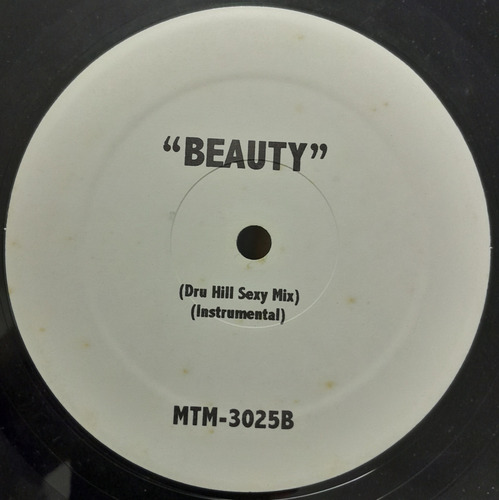 “BEAUTY”
(Dru Hill Sexy Mix)
(Instrumental)
MTM-3025B